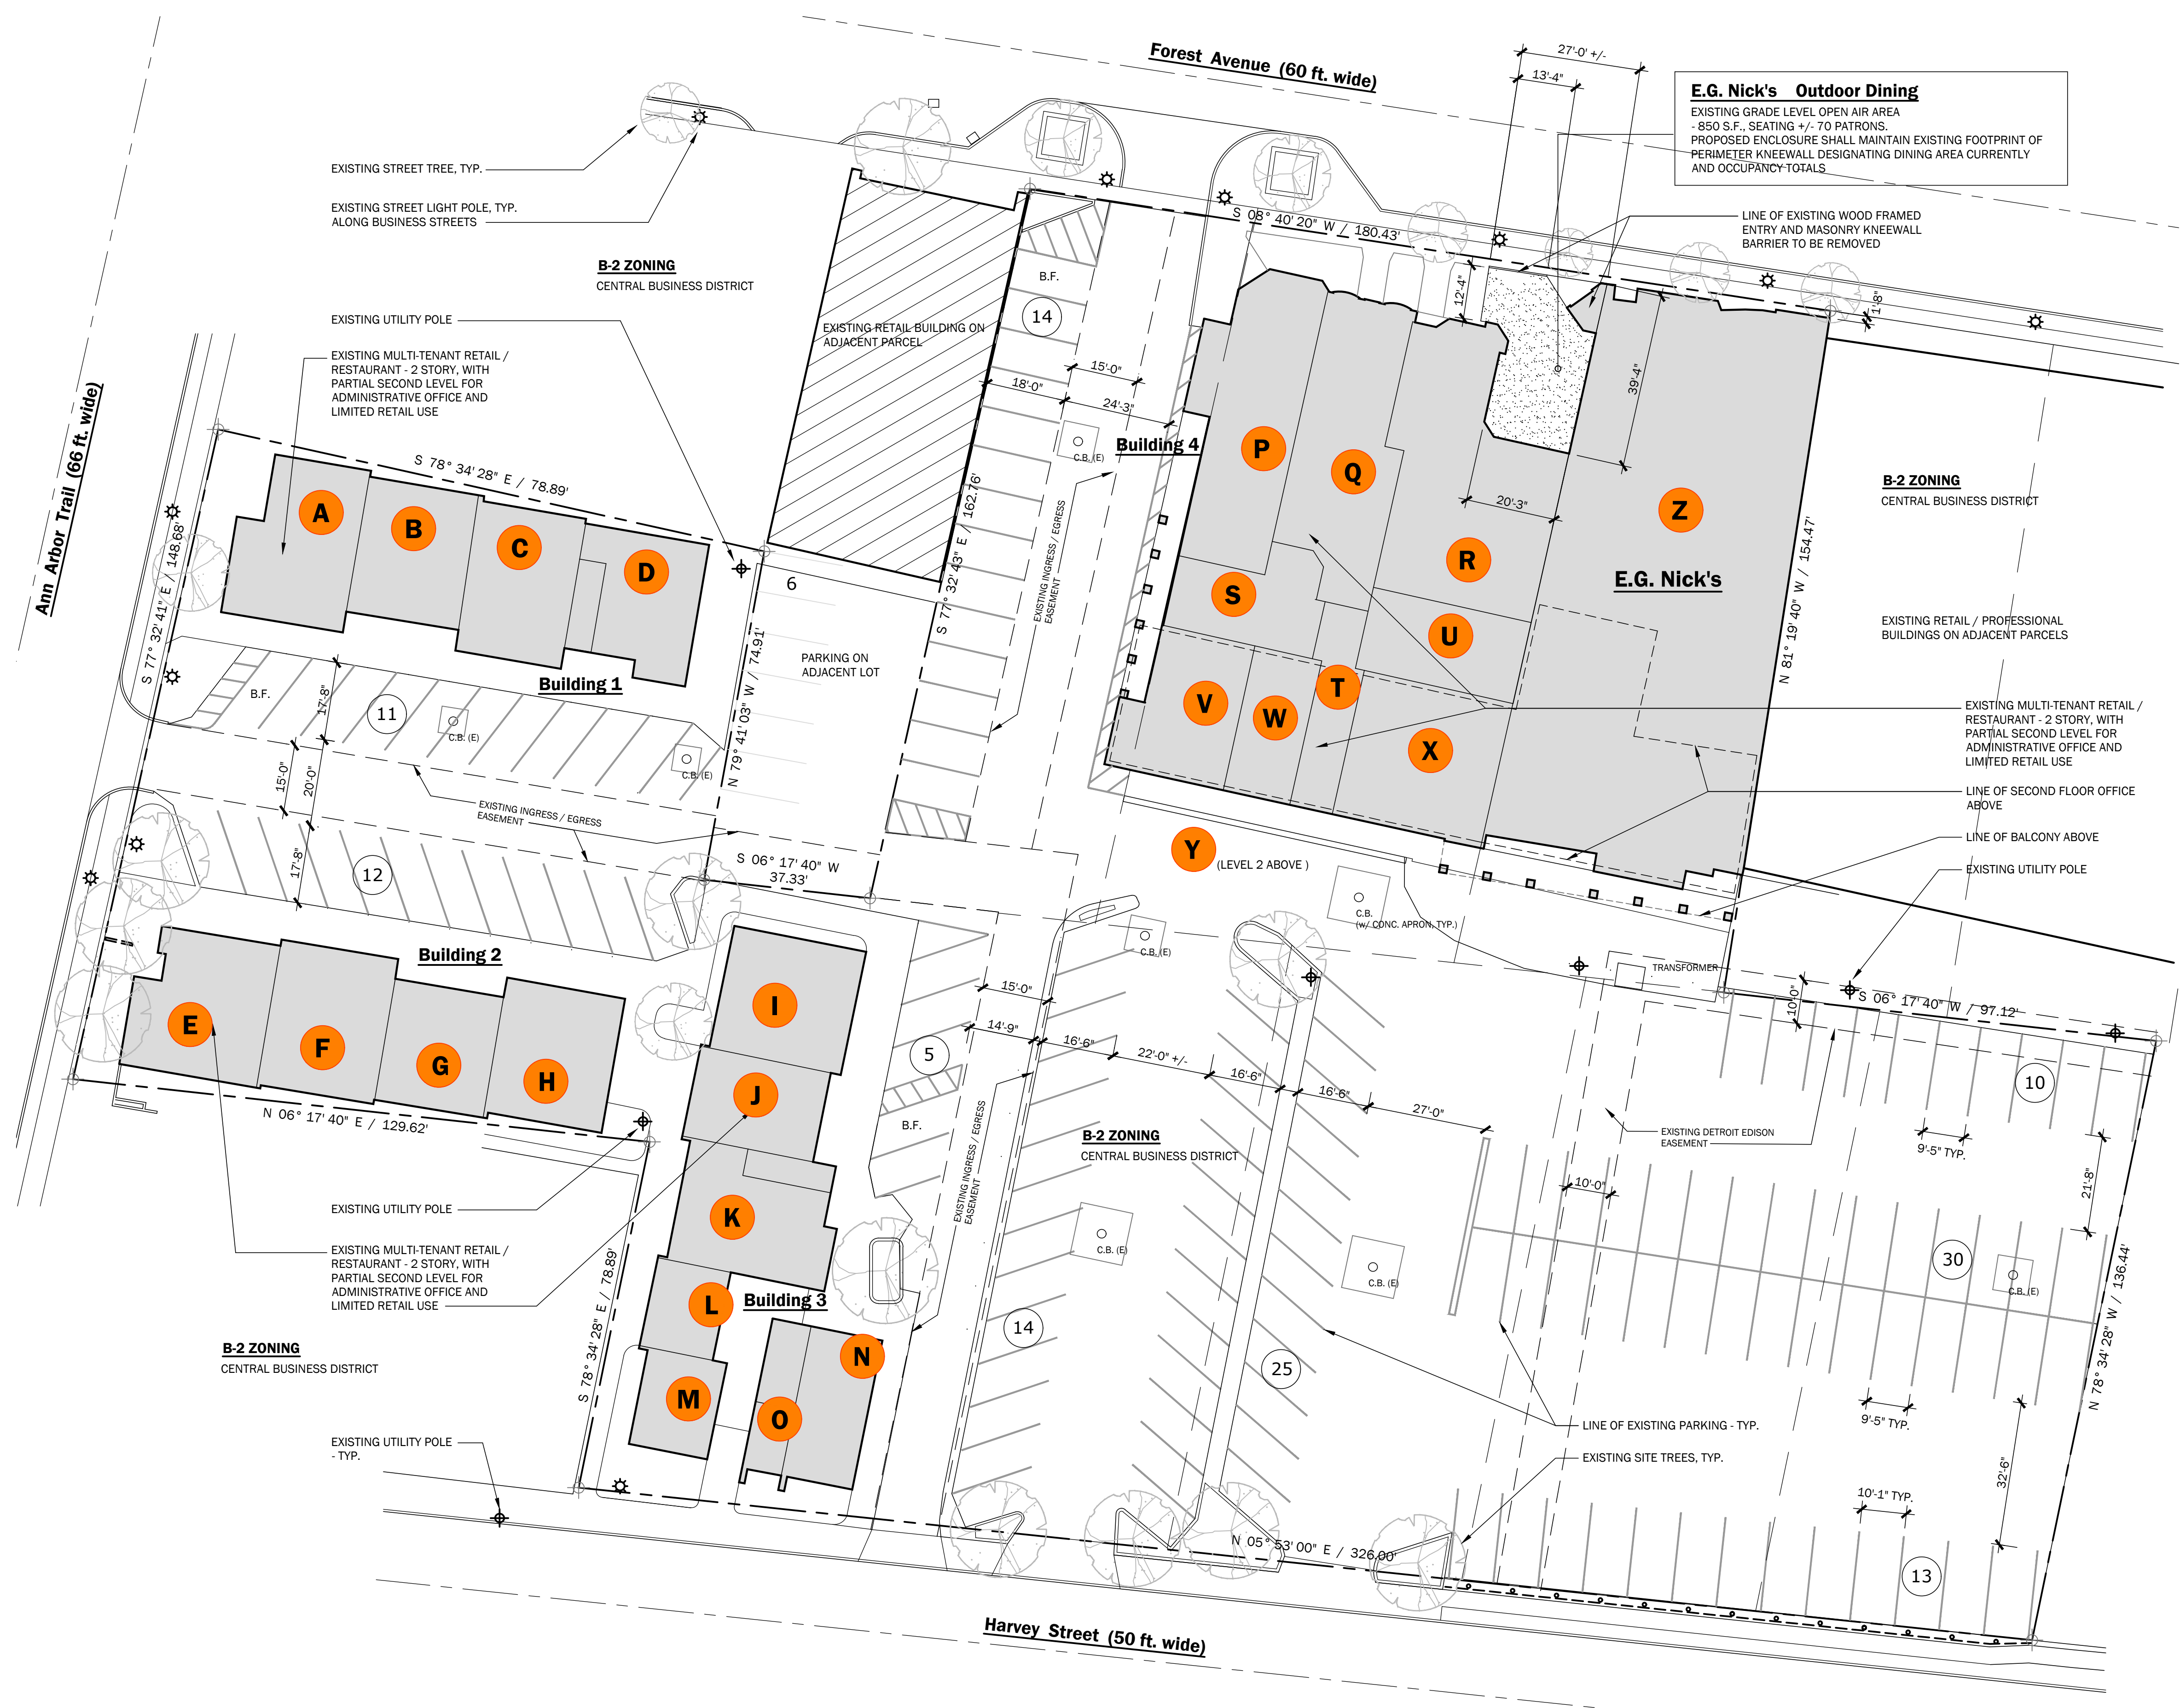 Forest Avenue (60 ft. wide)
27'-0' +/-
13'-4"
E.G. Nick's Outdoor Dining
EXISTING GRADE LEVEL OPEN AIR AREA
- 850 S.F., SEATING +/- 70 PATRONS.
PROPOSED ENCLOSURE SHALL MAINTAIN EXISTING FOOTPRINT OF
PERIMETER KNEEWALL DESIGNATING DINING AREA CURRENTLY
AND OCCUPANCY TOTALS
EXISTING STREET TREE, TYP.
EXISTING STREET LIGHT POLE, TYP.
ALONG BUSINESS STREETS
LINE OF EXISTING WOOD FRAMED
ENTRY AND MASONRY KNEEWALL
BARRIER TO BE REMOVED
S 08° 40' 20" W / 180.43'
B-2 ZONING
CENTRAL BUSINESS DISTRICT
B.F.
14
12'-4"
1'-8"
EXISTING UTILITY POLE
EXISTING RETAIL BUILDING ON
ADJACENT PARCEL
EXISTING MULTI-TENANT RETAIL /
RESTAURANT - 2 STORY, WITH
PARTIAL SECOND LEVEL FOR
ADMINISTRATIVE OFFICE AND
LIMITED RETAIL USE
15'-0"
18'-0"
24'-3"
39'-4"
Ann Arbor Trail (66 ft. wide)
Building 4
C.B. (E)
P
Q
S 78° 34' 28" E / 78.89'
A
B
C
D
20'-3"
Z
B-2 ZONING
CENTRAL BUSINESS DISTRICT
S 77° 32' 41" E / 148.68'
S 77° 32' 43" E / 162.76'
EXISTING INGRESS / EGRESS
EASEMENT
R
E.G. Nick's
N 81° 19' 40" W / 154.47'
6
S
U
EXISTING RETAIL / PROFESSIONAL
BUILDINGS ON ADJACENT PARCELS
PARKING ON
ADJACENT LOT
N 79° 41' 03" W / 74.91'
Building 1
B.F.
17'-8"
11
C.B. (E)
C.B. (E)
T
V
W
X
EXISTING MULTI-TENANT RETAIL /
RESTAURANT - 2 STORY, WITH
PARTIAL SECOND LEVEL FOR
ADMINISTRATIVE OFFICE AND
LIMITED RETAIL USE
15'-0"
20'-0"
EXISTING INGRESS / EGRESS
EASEMENT
LINE OF SECOND FLOOR OFFICE
ABOVE
LINE OF BALCONY ABOVE
Y
(LEVEL 2 ABOVE )
EXISTING UTILITY POLE
17'-8"
12
S 06° 17' 40" W
37.33'
C.B.
(w/ CONC. APRON, TYP.)
C.B. (E)
Building 2
TRANSFORMER
10'-0"
S 06° 17' 40" W / 97.12'
E
F
G
H
I
J
15'-0"
14'-9"
16'-6"
22'-0" +/-
16'-6"
16'-6"
27'-0"
5
10
N 06° 17' 40" E / 129.62'
B.F.
B-2 ZONING
CENTRAL BUSINESS DISTRICT
EXISTING DETROIT EDISON
EASEMENT
9'-5" TYP.
10'-0"
21'-8"
EXISTING INGRESS / EGRESS
EASEMENT
EXISTING UTILITY POLE
K
C.B. (E)
C.B. (E)
30
C.B. (E)
EXISTING MULTI-TENANT RETAIL /
RESTAURANT - 2 STORY, WITH
PARTIAL SECOND LEVEL FOR
ADMINISTRATIVE OFFICE AND
LIMITED RETAIL USE
S 78° 34' 28" E / 78.89'
L
Building 3
14
25
N 78° 34' 28" W / 136.44'
B-2 ZONING
CENTRAL BUSINESS DISTRICT
N
M
O
9'-5" TYP.
LINE OF EXISTING PARKING - TYP.
EXISTING SITE TREES, TYP.
EXISTING UTILITY POLE
- TYP.
10'-1" TYP.
32'-6"
N 05° 53' 00" E / 326.00'
13
Harvey Street (50 ft. wide)